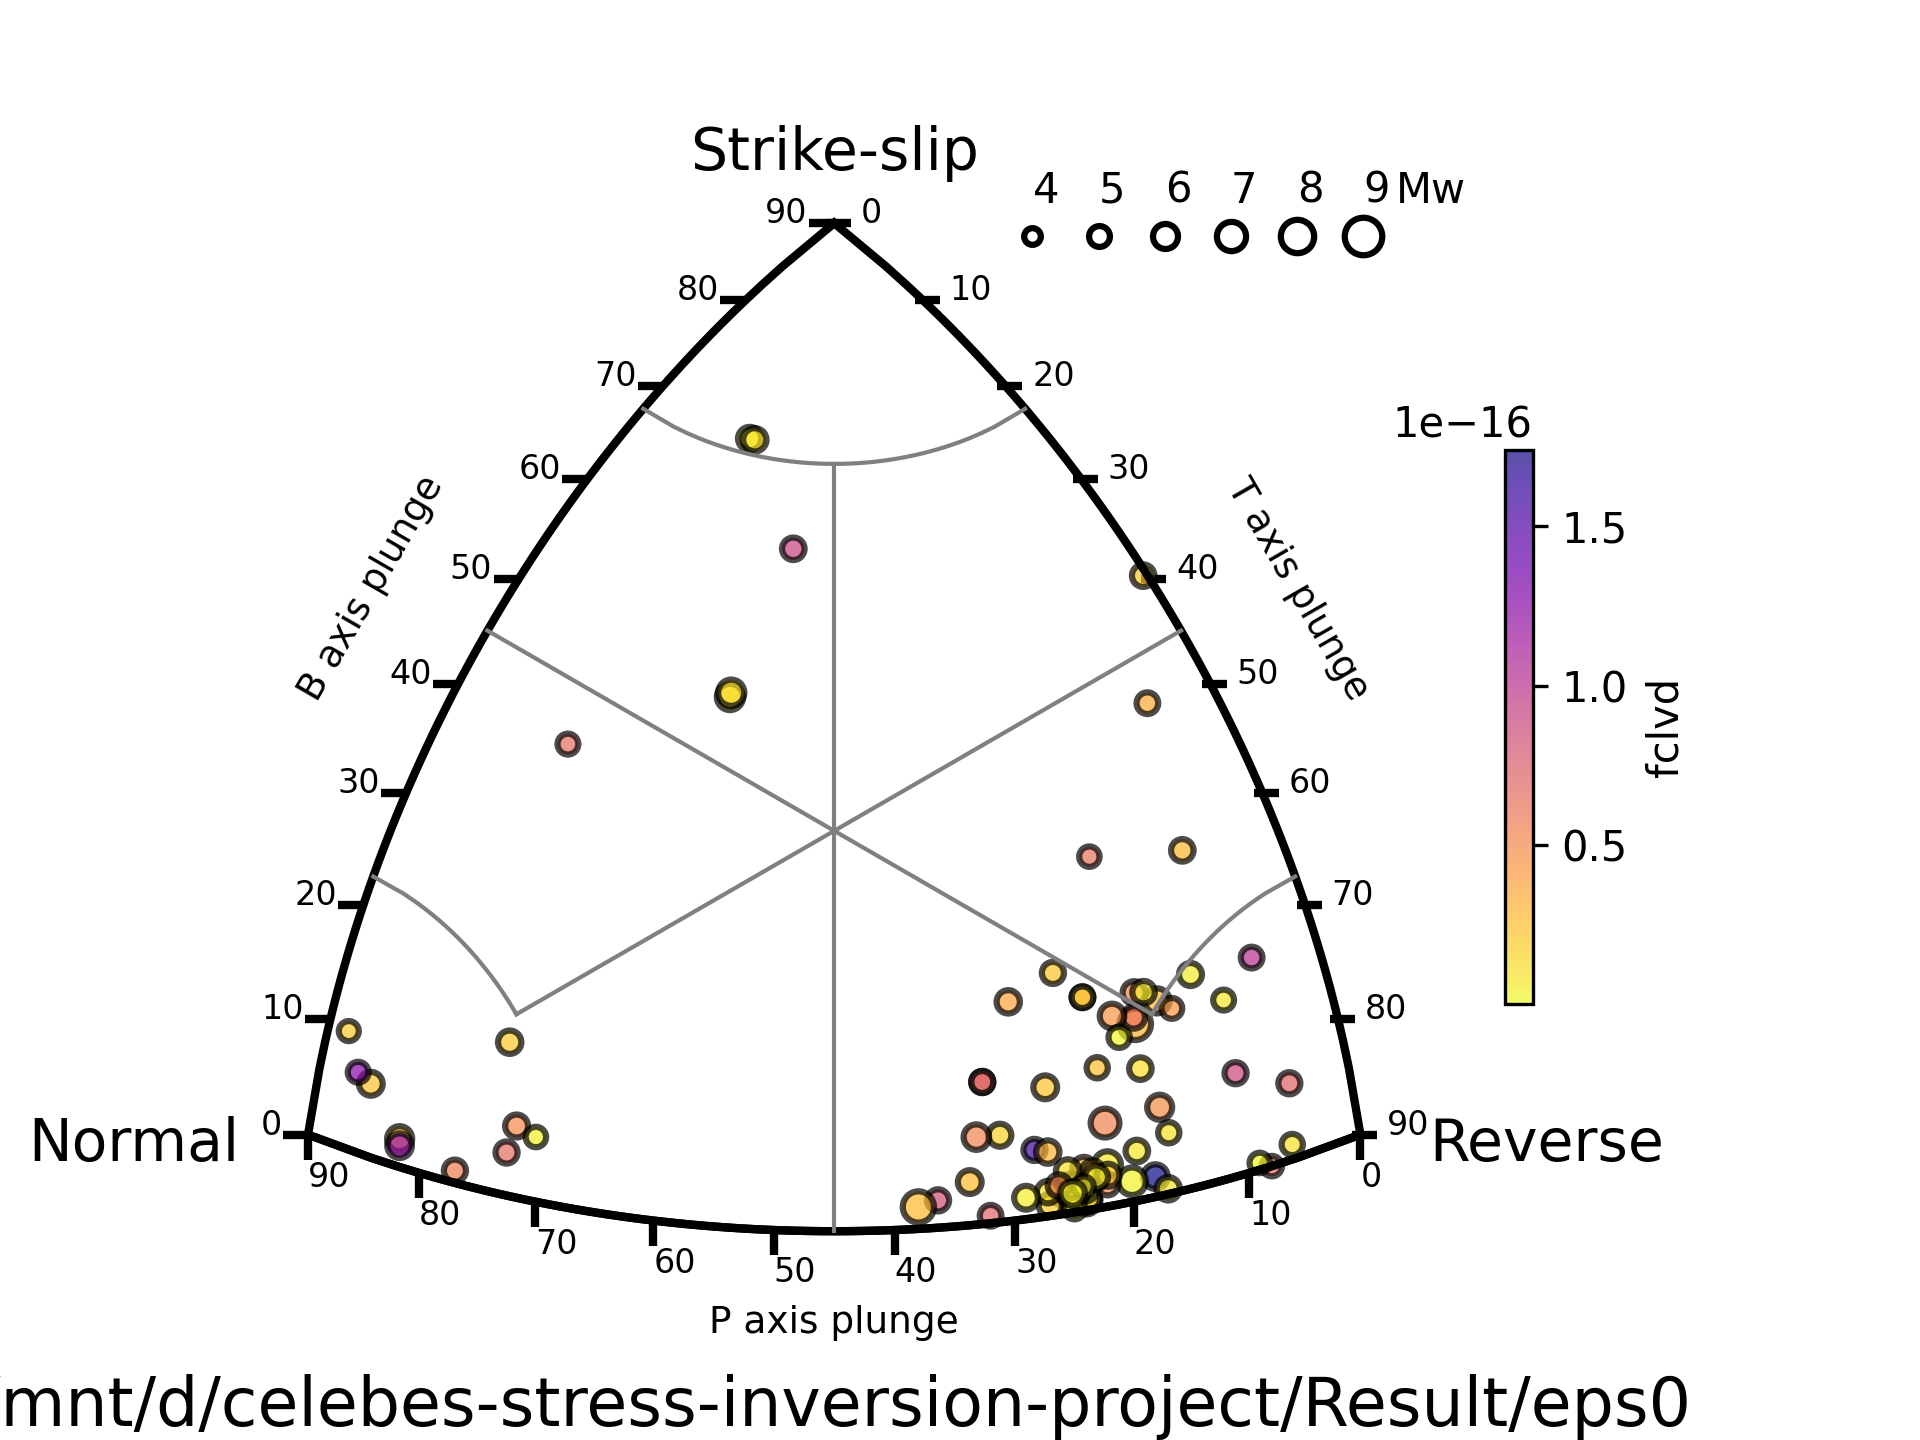 Strike-slip
4 5 6 7 8 9 Mw
90 0
80 10
70 20
60 30
50 40
40 50
30 60
20 70
10 80
0 90
B axis plunge
T axis plunge
1e−16
1.5
1.0
0.5
fclvd
Normal
Reverse
90 80 70 60 50 40 30 20 10 0
P axis plunge
mnt/d/celebes-stress-inversion-project/Result/eps0